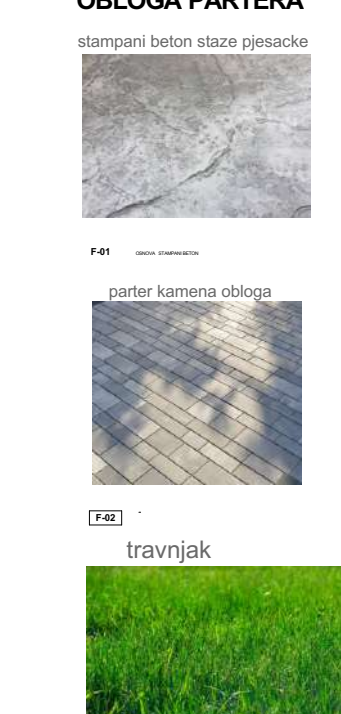 OBLOGA PARTERA
stampani beton staze pjesacke
F-01 OSNOVA STAMPANI BETON
parter kamena obloga
F-02 -
travnjak